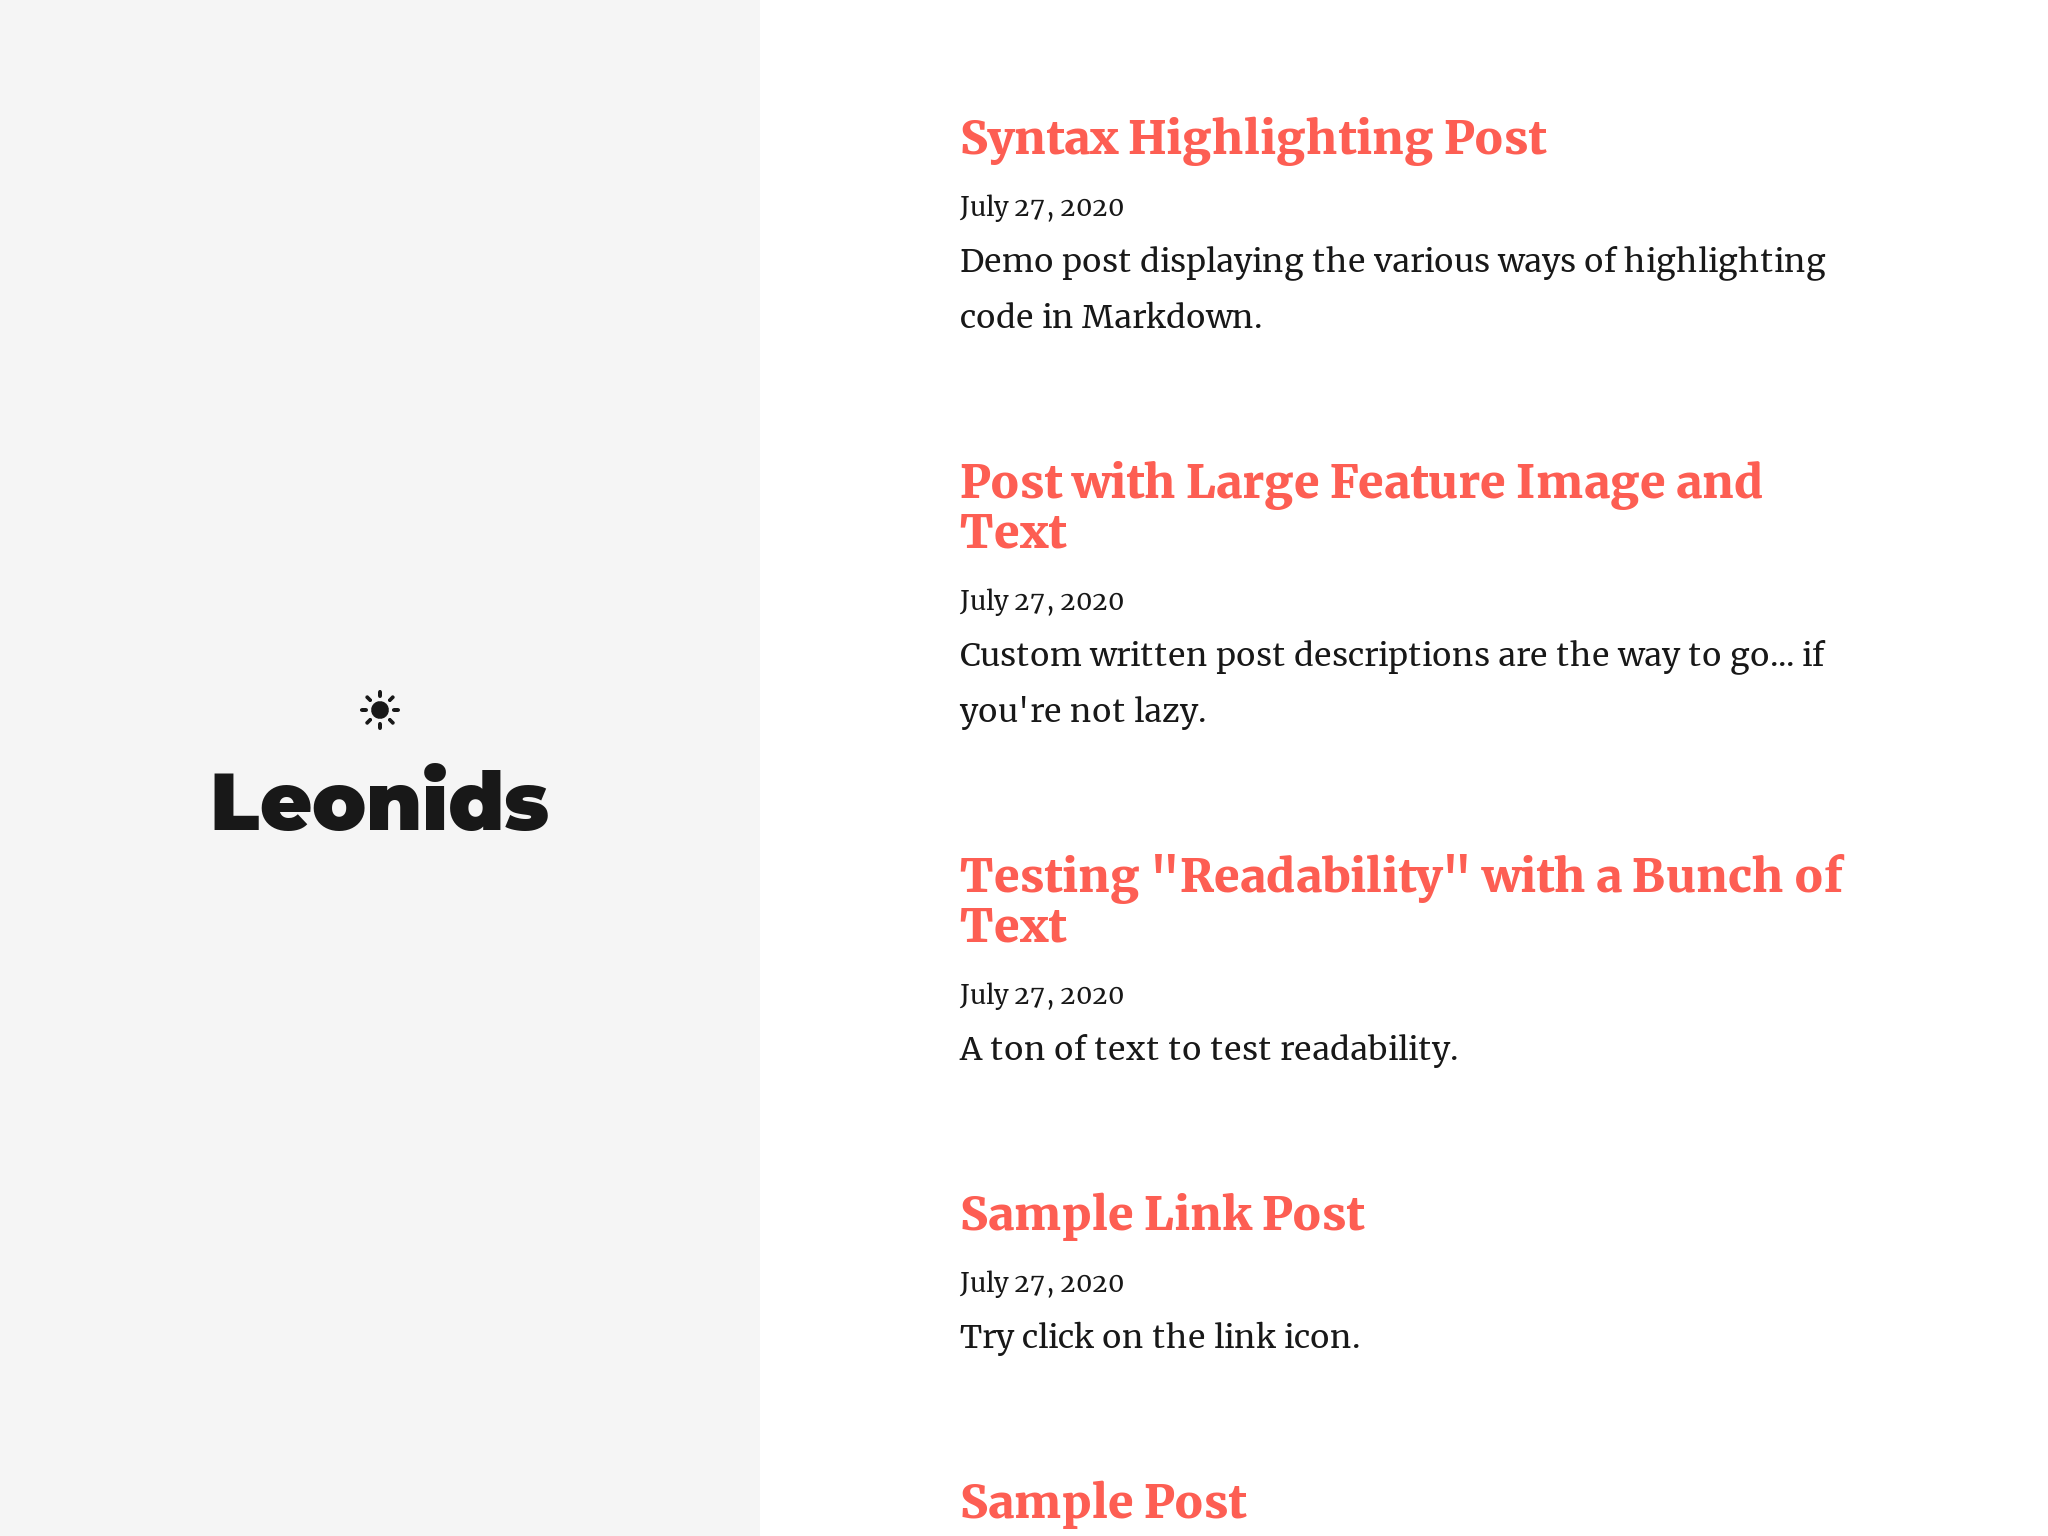 Leonids
Syntax Highlighting Post
July 27, 2020
Demo post displaying the various ways of highlighting
code in Markdown.
Post with Large Feature Image and
Text
July 27, 2020
Custom written post descriptions are the way to go... if
you're not lazy.
Testing "Readability" with a Bunch of
Text
July 27, 2020
A ton of text to test readability.
Sample Link Post
July 27, 2020
Try click on the link icon.
Sample Post